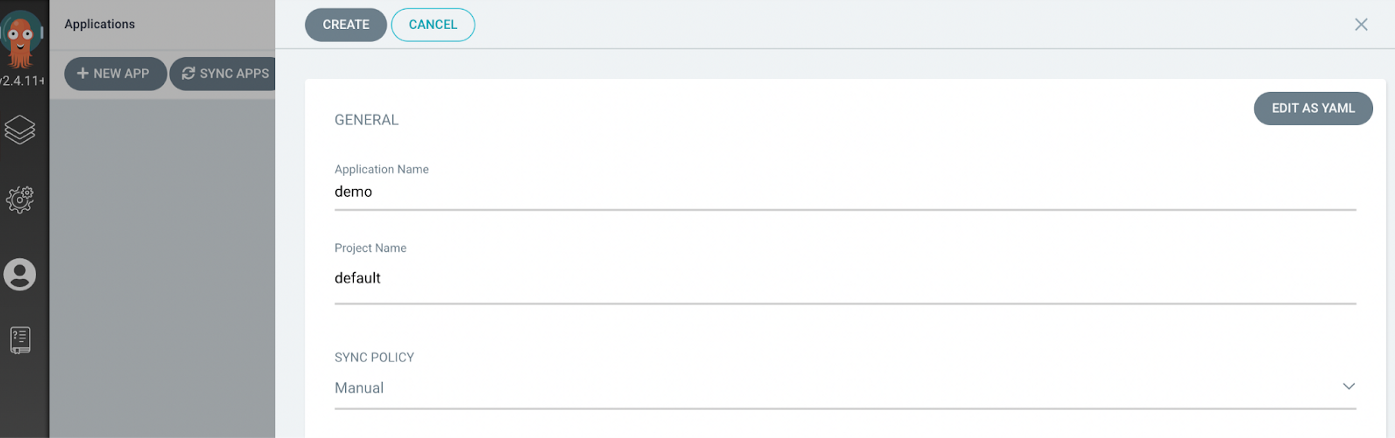 Applications
CREATE
CANCEL
NEW APP
SYNC APPS
v2.4.11+
EDIT AS YAML
GENERAL
Application Name
demo
Project Name
default
SYNC POLICY
Manual